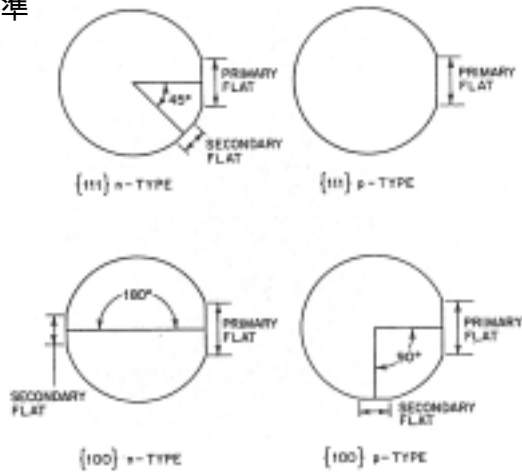 準
PRIMARY
FLAT
45°
SECONDARY
FLAT
{111} n-TYPE
PRIMARY
FLAT
{111} p-TYPE
180°
PRIMARY
FLAT
SECONDARY
FLAT
{100} n-TYPE
PRIMARY
FLAT
90°
SECONDARY
FLAT
{100} p-TYPE